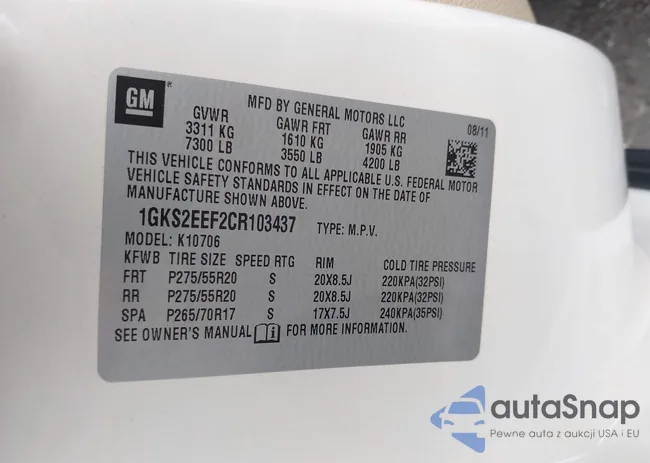 GM
MFD BY GENERAL MOTORS LLC
08/11
GVWR GAWR FRT GAWR RR
3311 KG 1610 KG 1905 KG
7300 LB 3550 LB 4200 LB
THIS VEHICLE CONFORMS TO ALL APPLICABLE U.S. FEDERAL MOTOR
VEHICLE SAFETY STANDARDS IN EFFECT ON THE DATE OF
MANUFACTURE SHOWN ABOVE.
1GKS2EEF2CR103437 TYPE: M.P.V.
MODEL: K10706
KFWB TIRE SIZE SPEED RTG RIM COLD TIRE PRESSURE
FRT P275/55R20 S 20X8.5J 220KPA(32PSI)
RR P275/55R20 S 20X8.5J 220KPA(32PSI)
SPA P265/70R17 S 17X7.5J 240KPA(35PSI)
SEE OWNER'S MANUAL FOR MORE INFORMATION.
autaSnap
Pewne auta z aukcji USA i EU